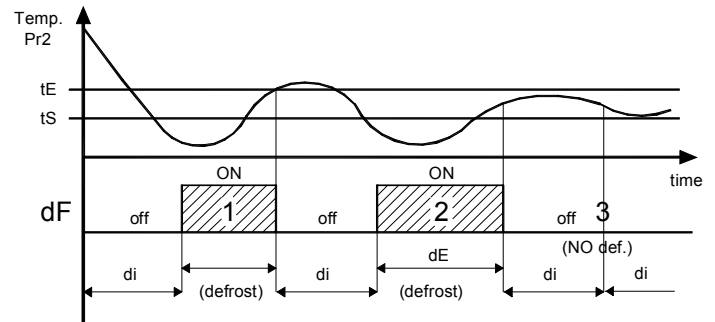 Temp.
Pr2
tE
tS
time
ON ON
dF off 1 off 2 off 3
(NO def.)
di (defrost) di dE (defrost) di di